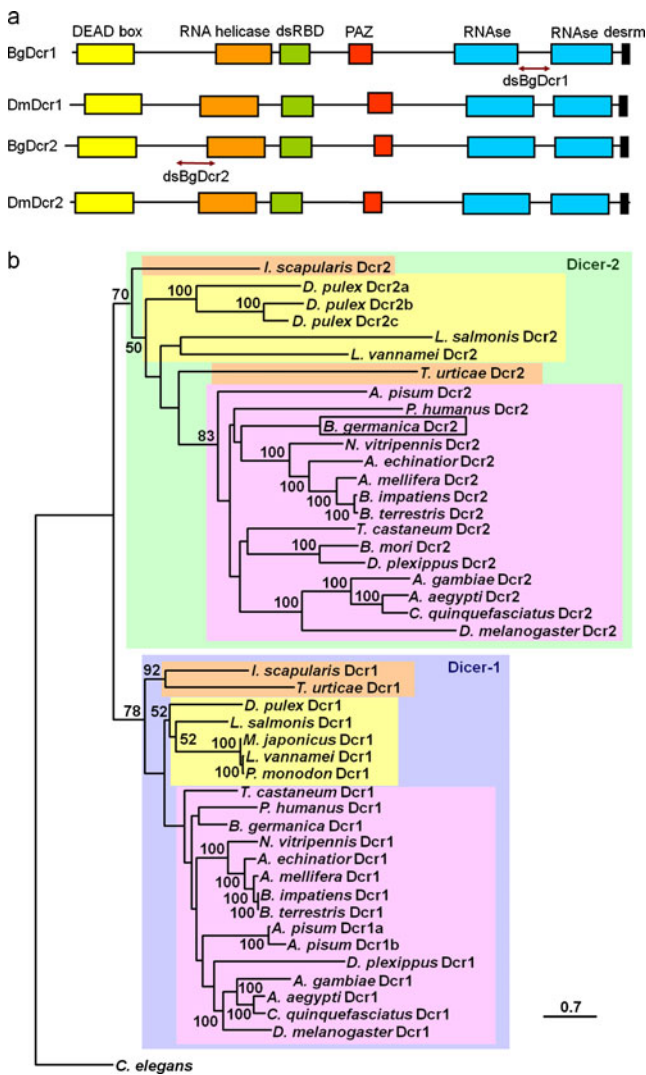 a
DEAD box RNA helicase dsRBD PAZ RNAse RNAse desrm
BgDcr1
dsBgDcr1
DmDcr1
BgDcr2
dsBgDcr2
DmDcr2
b
I. scapularis Dcr2 Dicer-2
70
100 D. pulex Dcr2a
100 D. pulex Dcr2b
D. pulex Dcr2c
50
L. salmonis Dcr2
L. vannamei Dcr2
T. urticae Dcr2
A. pisum Dcr2
P. humanus Dcr2
83 B. germanica Dcr2
100 N. vitripennis Dcr2
100 A. echinatior Dcr2
A. mellifera Dcr2
100 100 B. impatiens Dcr2
B. terrestris Dcr2
T. castaneum Dcr2
100 B. mori Dcr2
D. plexippus Dcr2
100 A. gambiae Dcr2
100 100 A. aegypti Dcr2
C. quinquefasciatus Dcr2
D. melanogaster Dcr2
92 I. scapularis Dcr1 Dicer-1
T. urticae Dcr1
78 52 D. pulex Dcr1
L. salmonis Dcr1
52 100 M. japonicus Dcr1
L. vannamei Dcr1
100 P. monodon Dcr1
T. castaneum Dcr1
P. humanus Dcr1
B. germanica Dcr1
100 N. vitripennis Dcr1
A. echinatior Dcr1
100 A. mellifera Dcr1
100 B. impatiens Dcr1
100 B. terrestris Dcr1
A. pisum Dcr1a
100 A. pisum Dcr1b
D. plexippus Dcr1
100 A. gambiae Dcr1
A. aegypti Dcr1
100 C. quinquefasciatus Dcr1
100 D. melanogaster Dcr1
0.7
C. elegans